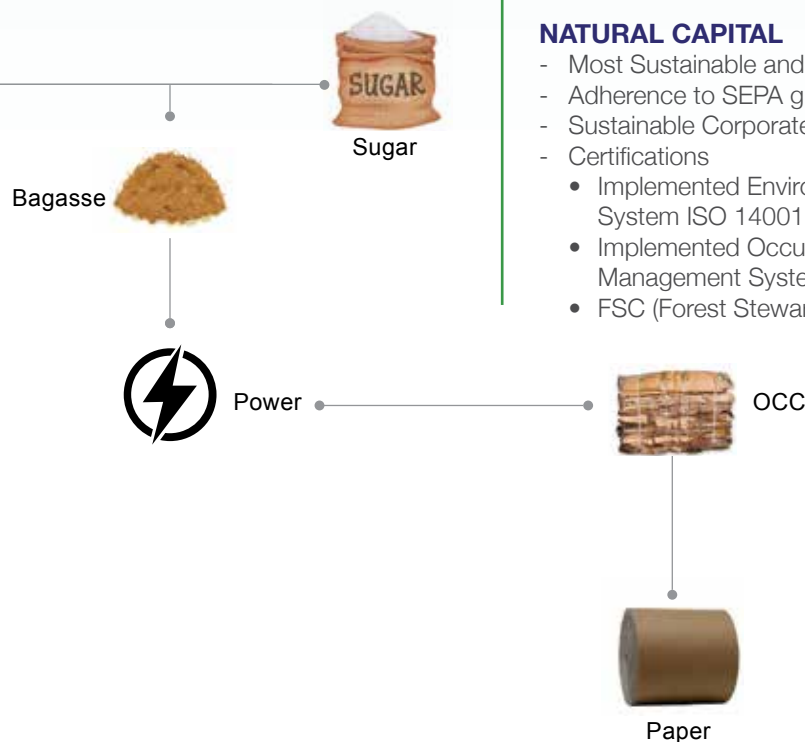 SUGAR
Sugar
Bagasse
Power
OCC
Paper
NATURAL CAPITAL
- Most Sustainable and
- Adherence to SEPA g
- Sustainable Corporate
- Certifications
• Implemented Enviro
System ISO 14001
• Implemented Occu
Management Syste
• FSC (Forest Stewar